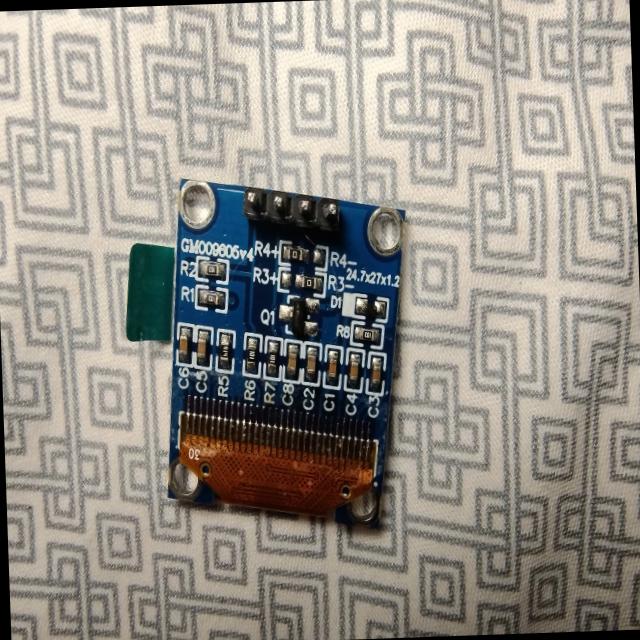 GM009605v4
R4+
R4-
R2
R3+
R3-
24.7x27x1.2
R1
D1
Q1
R8
C6
C5
R5
R6
R7
C8
C2
C1
C4
C3
30